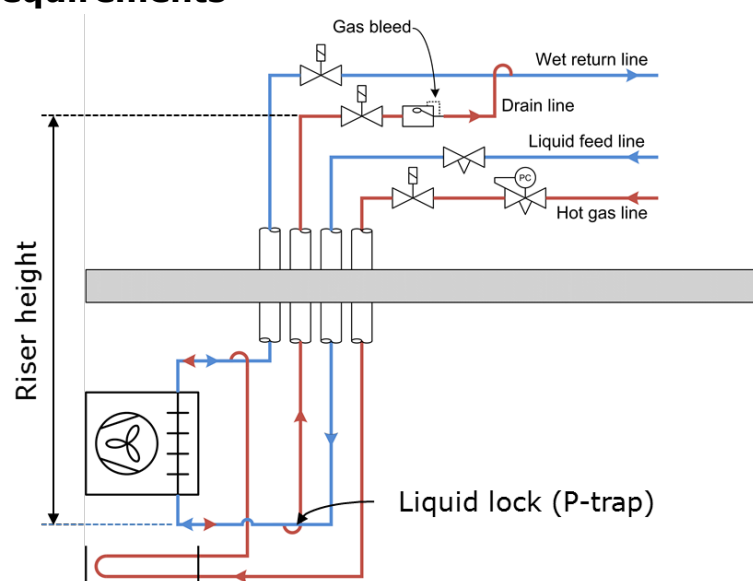 equirements
Gas bleed
Wet return line
Drain line
Liquid feed line
PC
Hot gas line
Riser height
Liquid lock (P-trap)